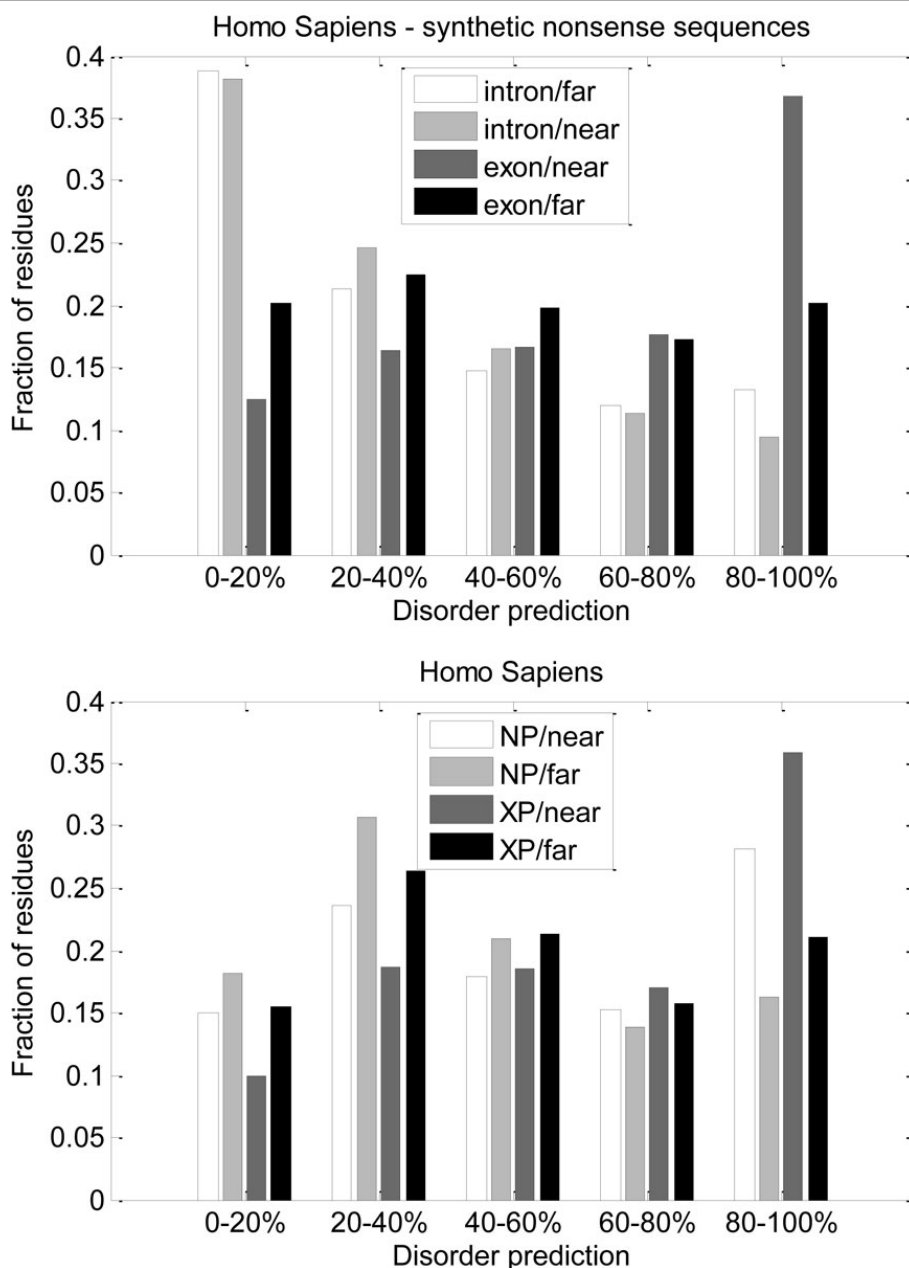 Homo Sapiens - synthetic nonsense sequences
0.4
0.35
0.3
0.25
0.2
0.15
0.1
0.05
0
Fraction of residues
intron/far
intron/near
exon/near
exon/far
0-20% 20-40% 40-60% 60-80% 80-100%
Disorder prediction
Homo Sapiens
0.4
0.35
0.3
0.25
0.2
0.15
0.1
0.05
0
Fraction of residues
NP/near
NP/far
XP/near
XP/far
0-20% 20-40% 40-60% 60-80% 80-100%
Disorder prediction